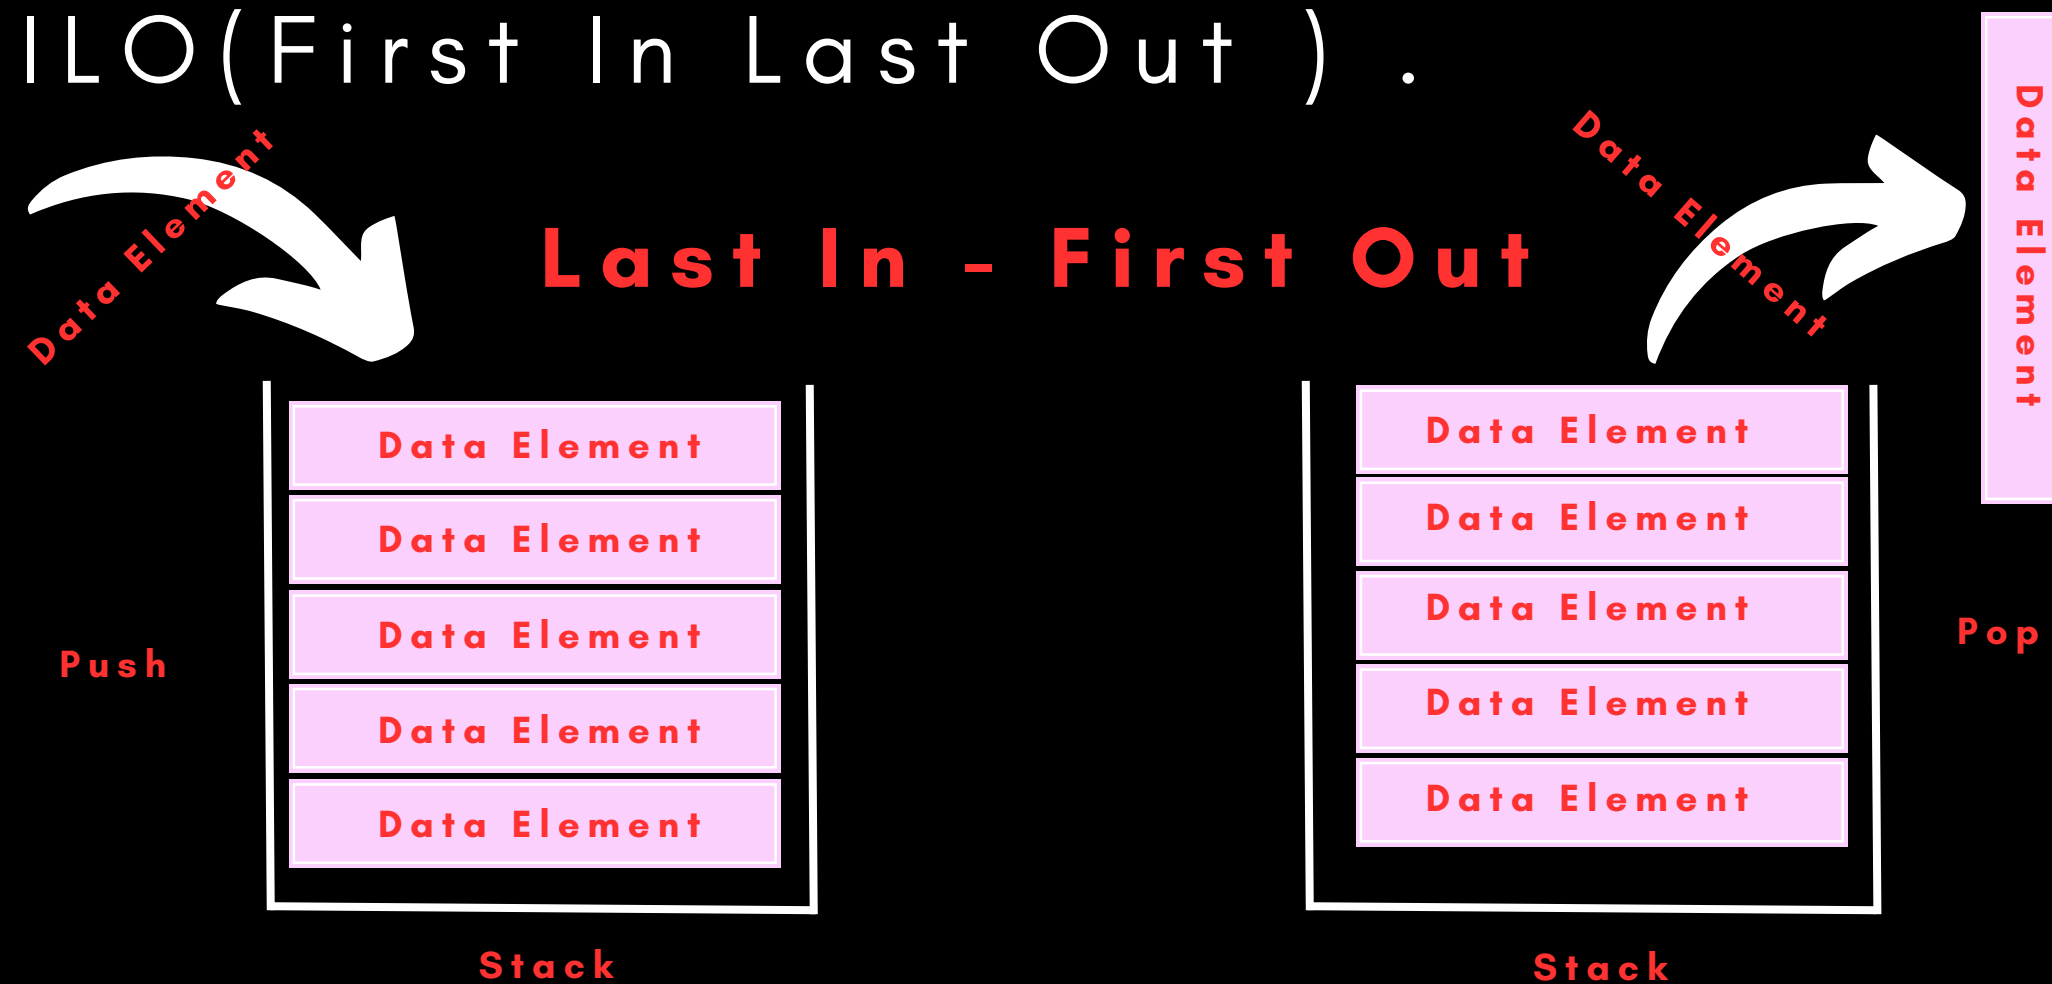 ILO(First In Last Out ) .
Data Element
Data Element
Data Element
Last In - First Out
Data Element
Data Element
Data Element
Data Element
Data Element
Data Element
Data Element
Data Element
Data Element
Data Element
Push
Pop
Stack
Stack